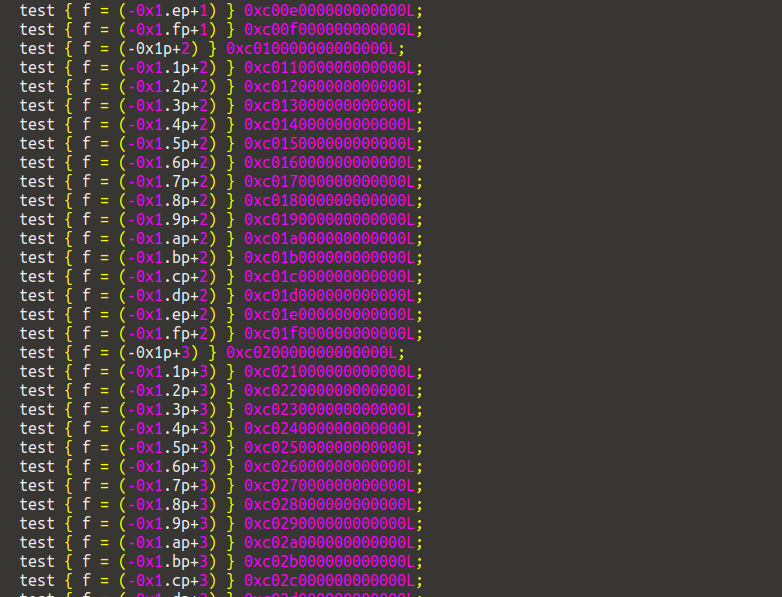 test { f = (-0x1.ep+1) } 0xc00e000000000000L;
test { f = (-0x1.fp+1) } 0xc00f000000000000L;
test { f = (-0x1p+2) } 0xc010000000000000L;
test { f = (-0x1.1p+2) } 0xc011000000000000L;
test { f = (-0x1.2p+2) } 0xc012000000000000L;
test { f = (-0x1.3p+2) } 0xc013000000000000L;
test { f = (-0x1.4p+2) } 0xc014000000000000L;
test { f = (-0x1.5p+2) } 0xc015000000000000L;
test { f = (-0x1.6p+2) } 0xc016000000000000L;
test { f = (-0x1.7p+2) } 0xc017000000000000L;
test { f = (-0x1.8p+2) } 0xc018000000000000L;
test { f = (-0x1.9p+2) } 0xc019000000000000L;
test { f = (-0x1.ap+2) } 0xc01a000000000000L;
test { f = (-0x1.bp+2) } 0xc01b000000000000L;
test { f = (-0x1.cp+2) } 0xc01c000000000000L;
test { f = (-0x1.dp+2) } 0xc01d000000000000L;
test { f = (-0x1.ep+2) } 0xc01e000000000000L;
test { f = (-0x1.fp+2) } 0xc01f000000000000L;
test { f = (-0x1p+3) } 0xc020000000000000L;
test { f = (-0x1.1p+3) } 0xc021000000000000L;
test { f = (-0x1.2p+3) } 0xc022000000000000L;
test { f = (-0x1.3p+3) } 0xc023000000000000L;
test { f = (-0x1.4p+3) } 0xc024000000000000L;
test { f = (-0x1.5p+3) } 0xc025000000000000L;
test { f = (-0x1.6p+3) } 0xc026000000000000L;
test { f = (-0x1.7p+3) } 0xc027000000000000L;
test { f = (-0x1.8p+3) } 0xc028000000000000L;
test { f = (-0x1.9p+3) } 0xc029000000000000L;
test { f = (-0x1.ap+3) } 0xc02a000000000000L;
test { f = (-0x1.bp+3) } 0xc02b000000000000L;
test { f = (-0x1.cp+3) } 0xc02c000000000000L;